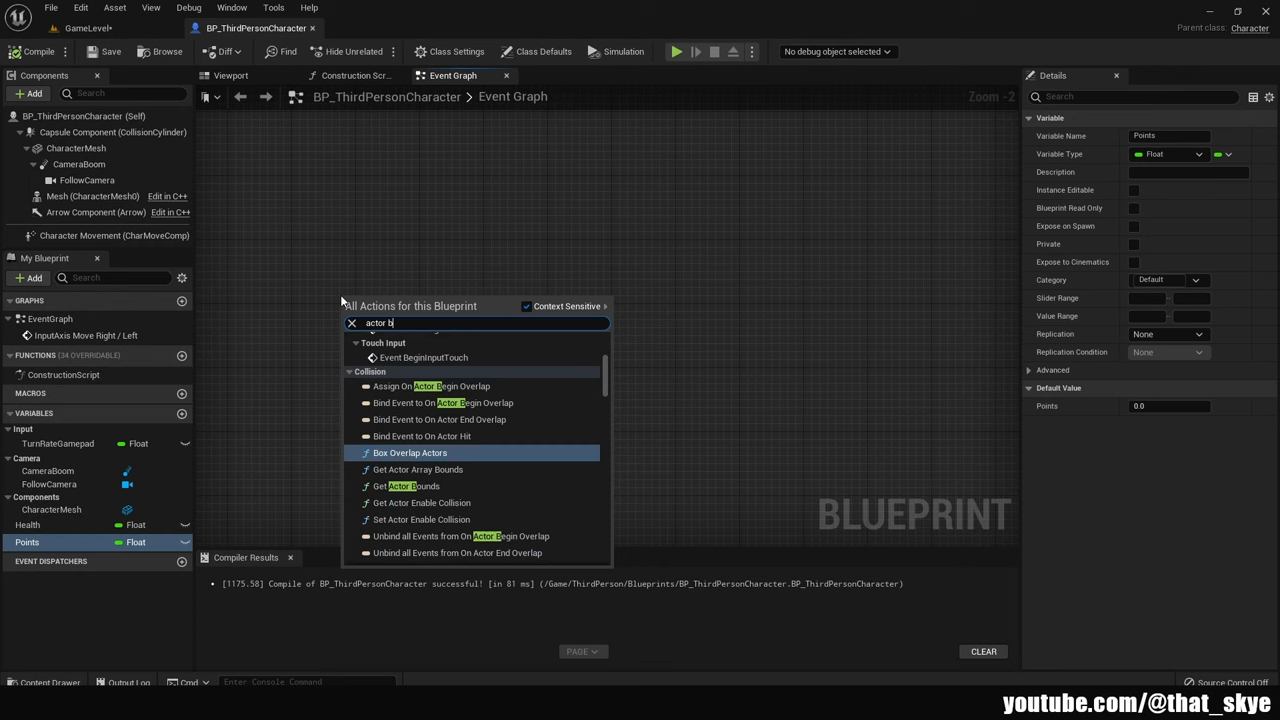 File Edit Asset View Debug Window Tools Help
GameLevel•
BP_ThirdPersonCharacter
Parent class: Character
Compile Save Browse Diff Find Hide Unrelated Class Settings Class Defaults Simulation No debug object selected
Components
Add Search
BP_ThirdPersonCharacter (Self)
Capsule Component (CollisionCylinder)
CharacterMesh
CameraBoom
FollowCamera
Mesh (CharacterMesh0) Edit in C++
Arrow Component (Arrow) Edit in C++
Character Movement (CharMoveComp)
My Blueprint
Add Search
GRAPHS
EventGraph
InputAxis Move Right / Left
FUNCTIONS (34 OVERRIDABLE)
ConstructionScript
MACROS
VARIABLES
Input
TurnRateGamepad Float
Camera
CameraBoom
FollowCamera
Components
CharacterMesh
Health Float
Points Float
EVENT DISPATCHERS
Viewport Construction Scr... Event Graph
BP_ThirdPersonCharacter > Event Graph
Zoom -2
All Actions for this Blueprint Context Sensitive
actor b
Touch Input
Event BeginInputTouch
Collision
Assign On Actor Begin Overlap
Bind Event to On Actor Begin Overlap
Bind Event to On Actor End Overlap
Bind Event to On Actor Hit
Box Overlap Actors
Get Actor Array Bounds
Get Actor Bounds
Get Actor Enable Collision
Set Actor Enable Collision
Unbind all Events from On Actor Begin Overlap
Unbind all Events from On Actor End Overlap
BLUEPRINT
Compiler Results
[1175.58] Compile of BP_ThirdPersonCharacter successful! [in 81 ms] (/Game/ThirdPerson/Blueprints/BP_ThirdPersonCharacter.BP_ThirdPersonCharacter)
PAGE
CLEAR
Details
Search
Variable
Variable Name Points
Variable Type Float
Description
Instance Editable
Blueprint Read Only
Expose on Spawn
Private
Expose to Cinematics
Category Default
Slider Range
Value Range
Replication None
Replication Condition None
Advanced
Default Value
Points 0.0
Content Drawer Output Log Cmd Enter Console Command Source Control Off
youtube.com/@that_skye